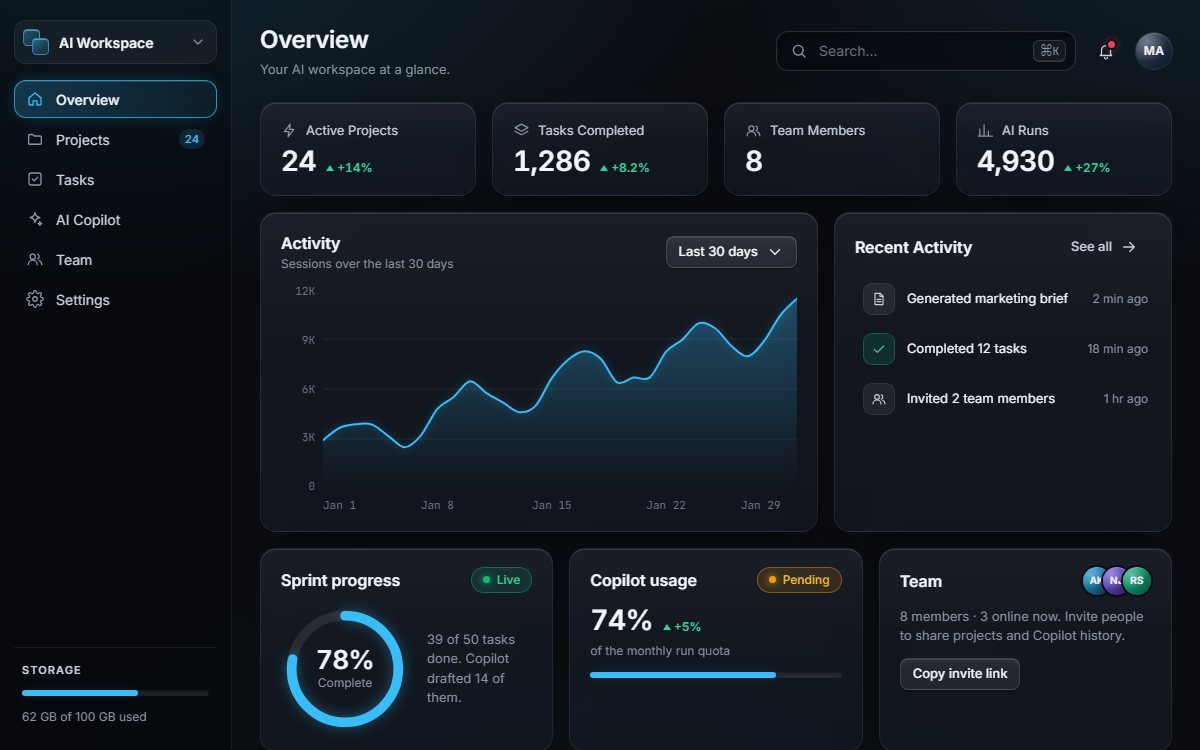 AI Workspace
Overview
Projects 24
Tasks
AI Copilot
Team
Settings
STORAGE
62 GB of 100 GB used
Overview
Your AI workspace at a glance.
Search... ⌘K
MA
Active Projects
24 +14%
Tasks Completed
1,286 +8.2%
Team Members
8
AI Runs
4,930 +27%
Activity
Sessions over the last 30 days
Last 30 days
12K
9K
6K
3K
0
Jan 1 Jan 8 Jan 15 Jan 22 Jan 29
Recent Activity
See all
Generated marketing brief 2 min ago
Completed 12 tasks 18 min ago
Invited 2 team members 1 hr ago
Sprint progress
Live
78%
Complete
39 of 50 tasks
done. Copilot
drafted 14 of
them.
Copilot usage
Pending
74% +5%
of the monthly run quota
Team
RS
8 members · 3 online now. Invite people
to share projects and Copilot history.
Copy invite link